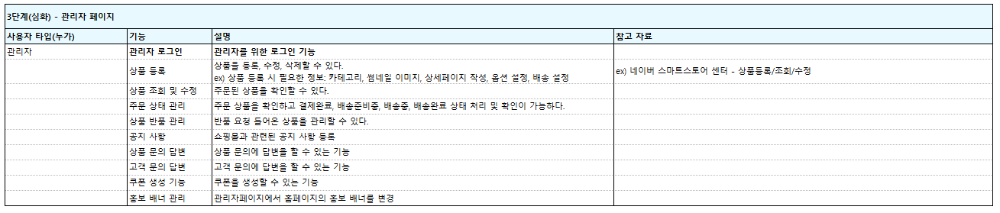 3단계(심화) - 관리자 페이지
사용자 타입(누가) 기능 설명 참고 자료
관리자 관리자 로그인 관리자를 위한 로그인 기능
상품 등록 상품을 등록, 수정, 삭제할 수 있다.
ex) 상품 등록 시 필요한 정보: 카테고리, 썸네일 이미지, 상세페이지 작성, 옵션 설정, 배송 설정
ex) 네이버 스마트스토어 센터 - 상품등록/조회/수정
상품 조회 및 수정 주문된 상품을 확인할 수 있다.
주문 상태 관리 주문 상품을 확인하고 결제완료, 배송준비중, 배송중, 배송완료 상태 처리 및 확인이 가능하다.
상품 반품 관리 반품 요청 들어온 상품을 관리할 수 있다.
공지 사항 쇼핑몰과 관련된 공지 사항 등록
상품 문의 답변 상품 문의에 답변을 할 수 있는 기능
고객 문의 답변 고객 문의에 답변을 할 수 있는 기능
쿠폰 생성 기능 쿠폰을 생성할 수 있는 기능
홍보 배너 관리 관리자페이지에서 홈페이지의 홍보 배너를 변경